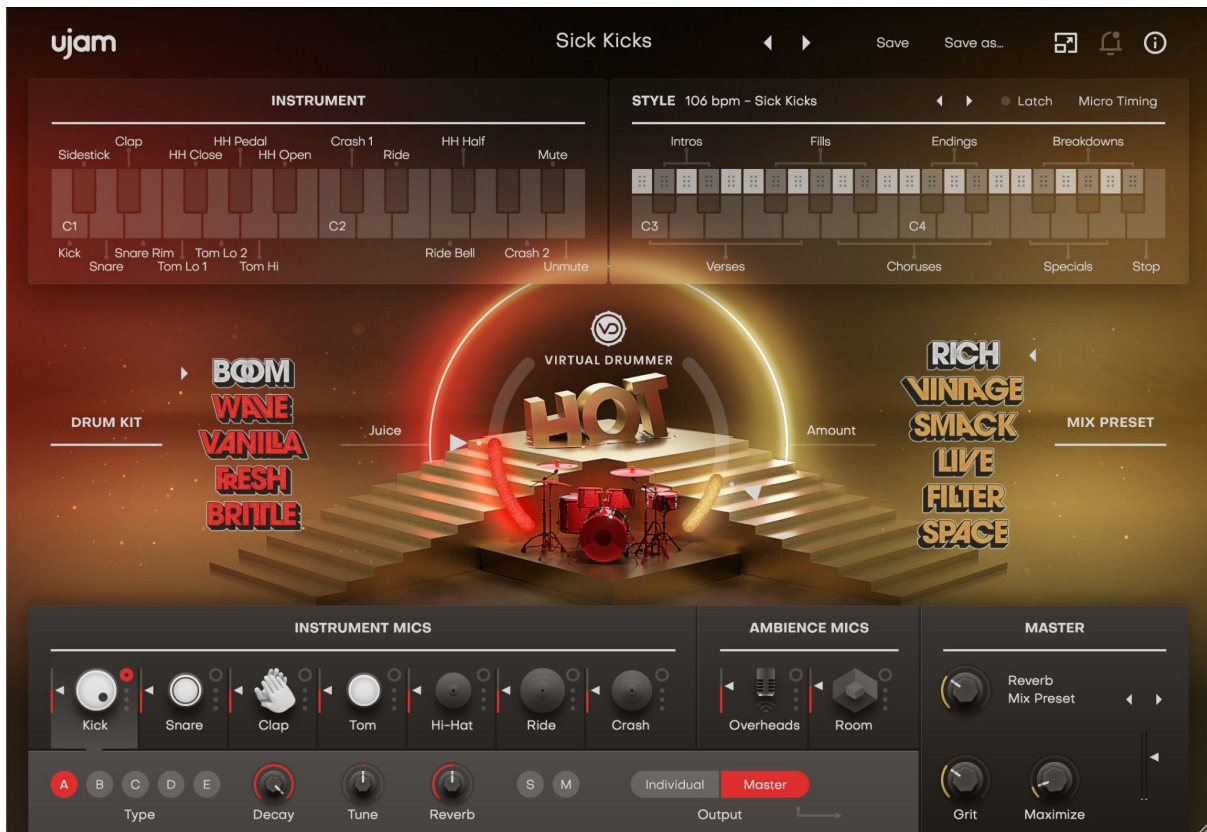 ujam
Sick Kicks
Save
Save as...
INSTRUMENT
Clap
HH Pedal
Crash 1
HH Half
Sidestick
HH Close
HH Open
Ride
Mute
C1
C2
Kick
Snare Rim
Tom Lo 2
Ride Bell
Crash 2
Snare
Tom Lo 1
Tom Hi
Unmute
STYLE 106 bpm - Sick Kicks
Latch
Micro Timing
Intros
Fills
Endings
Breakdowns
C3
C4
Verses
Choruses
Specials
Stop
VD
VIRTUAL DRUMMER
HOT
DRUM KIT
BOOM
WAVE
VANILLA
FRESH
BRITTLE
Juice
Amount
RICH
VINTAGE
SMACK
LIVE
FILTER
SPACE
MIX PRESET
INSTRUMENT MICS
Kick
Snare
Clap
Tom
Hi-Hat
Ride
Crash
AMBIENCE MICS
Overheads
Room
MASTER
Reverb
Mix Preset
Grit
Maximize
A B C D E
Type
Decay
Tune
Reverb
S M
Individual
Master
Output